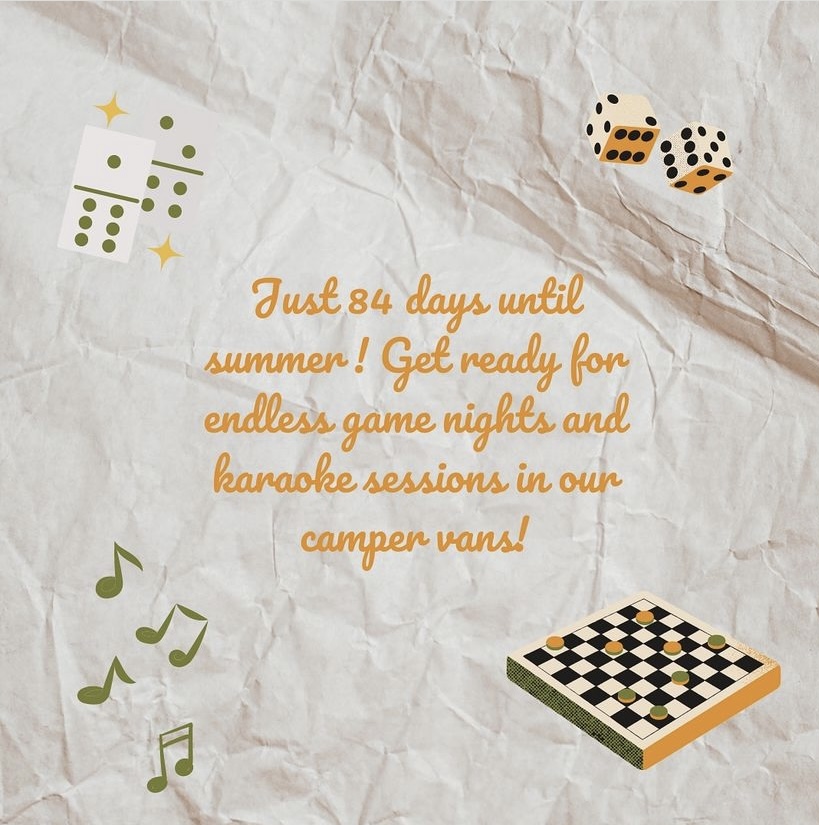 Just 84 days until
summer! Get ready for
endless game nights and
karaoke sessions in our
camper vans!